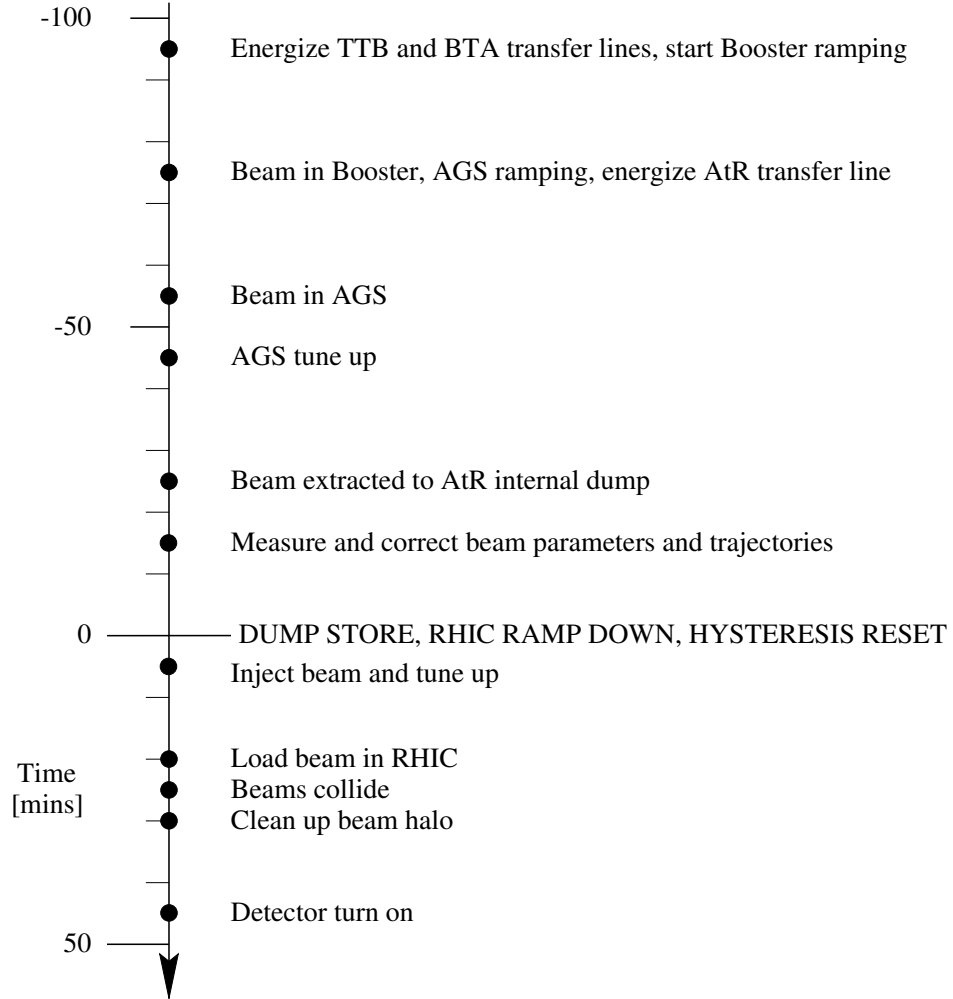 -100
Energize TTB and BTA transfer lines, start Booster ramping
Beam in Booster, AGS ramping, energize AtR transfer line
Beam in AGS
-50
AGS tune up
Beam extracted to AtR internal dump
Measure and correct beam parameters and trajectories
0
DUMP STORE, RHIC RAMP DOWN, HYSTERESIS RESET
Inject beam and tune up
Load beam in RHIC
Time
[mins]
Beams collide
Clean up beam halo
Detector turn on
50